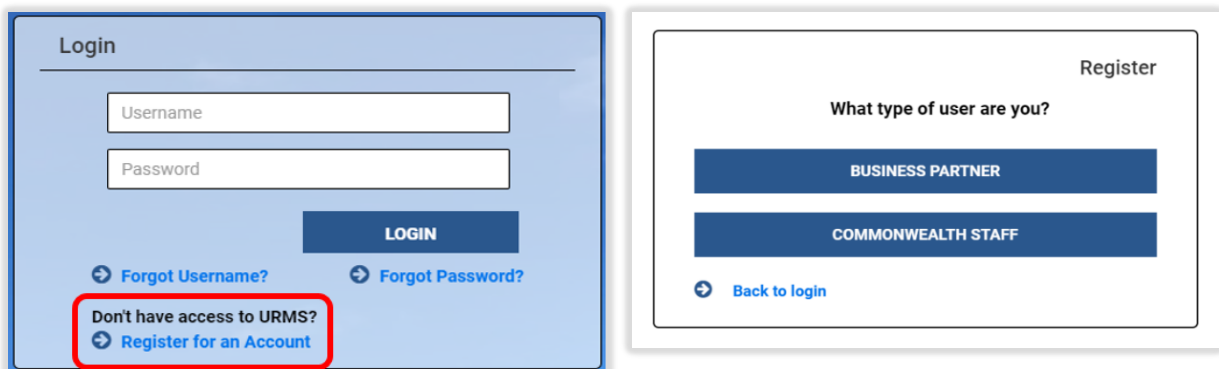 Login
Username
Password
LOGIN
Forgot Username?
Forgot Password?
Don't have access to URMS?
Register for an Account
Register
What type of user are you?
BUSINESS PARTNER
COMMONWEALTH STAFF
Back to login